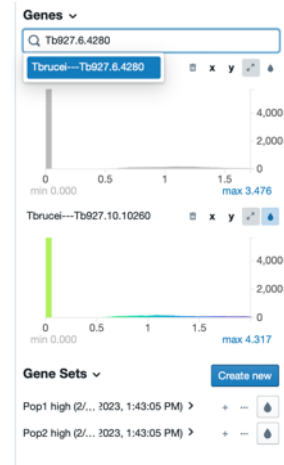 Genes
Tb927.6.4280
Tbrucei---Tb927.6.4280 x y
4,000
2,000
0
0 0.5 1 1.5
min 0.000 max 3.476
Tbrucei---Tb927.10.10260 x y
4,000
2,000
0
0 0.5 1 1.5
min 0.000 max 4.317
Gene Sets Create new
Pop1 high (2/... 2023, 1:43:05 PM) > + ...
Pop2 high (2/... 2023, 1:43:05 PM) > + ...